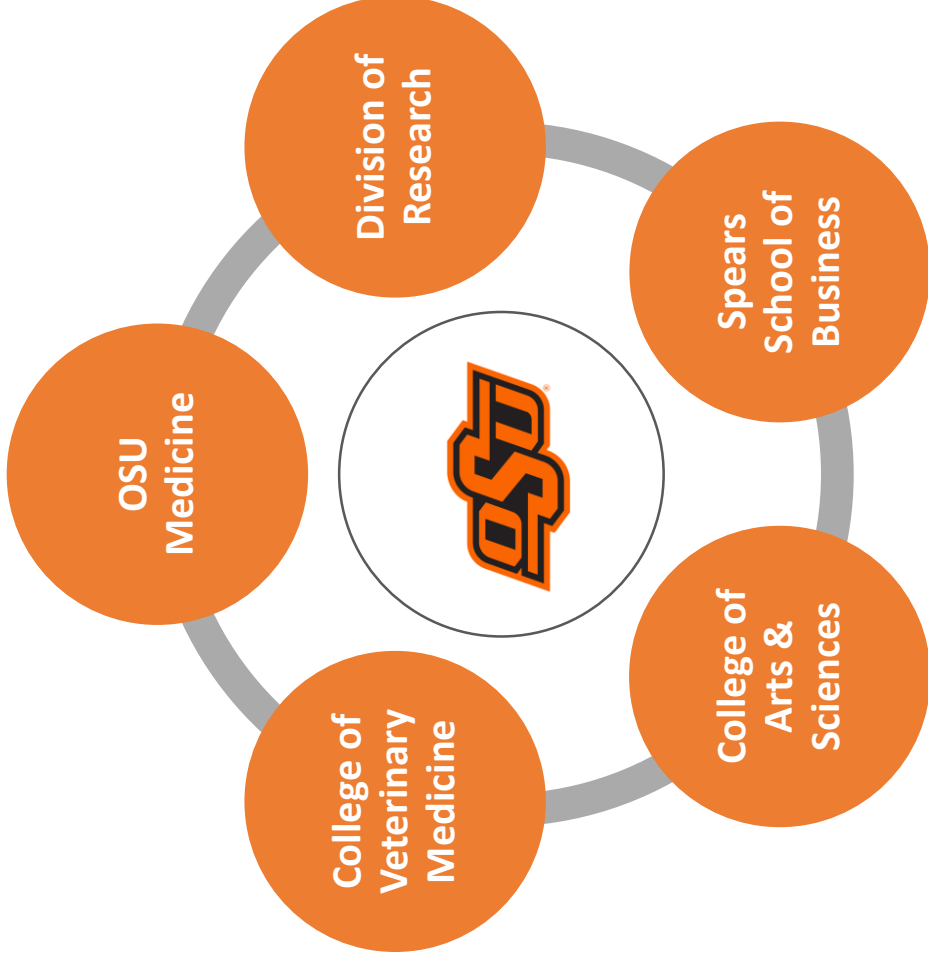 OSU
Medicine
Division of
Research
Spears
School of
Business
College of
Arts &
Sciences
College of
Veterinary
Medicine
OSU
®